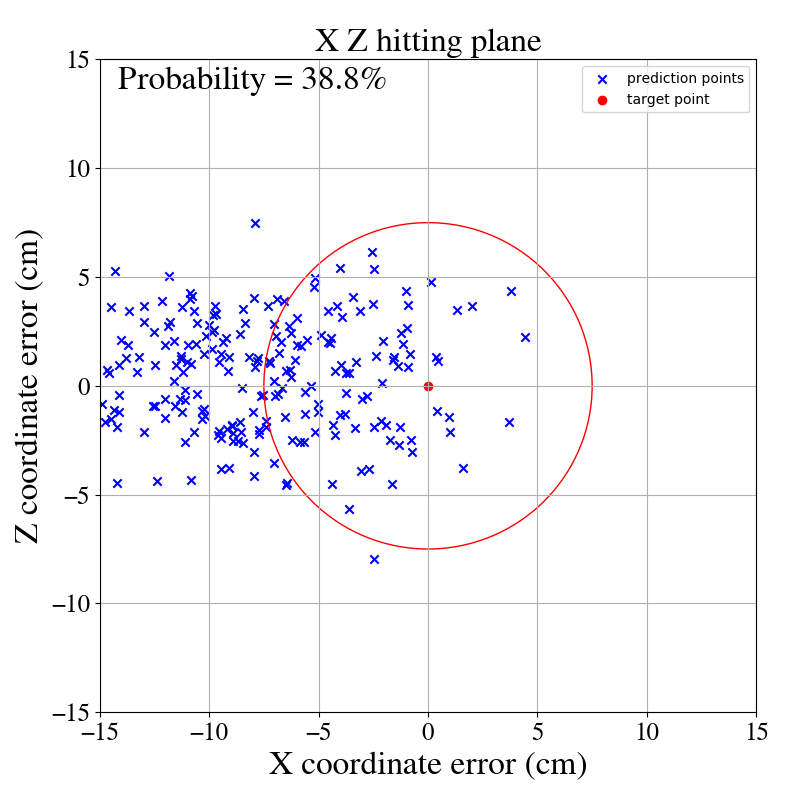 X Z hitting plane
Probability = 38.8%
prediction points
target point
15
10
5
0
−5
−10
−15
Z coordinate error (cm)
−15 −10 −5 0 5 10 15
X coordinate error (cm)